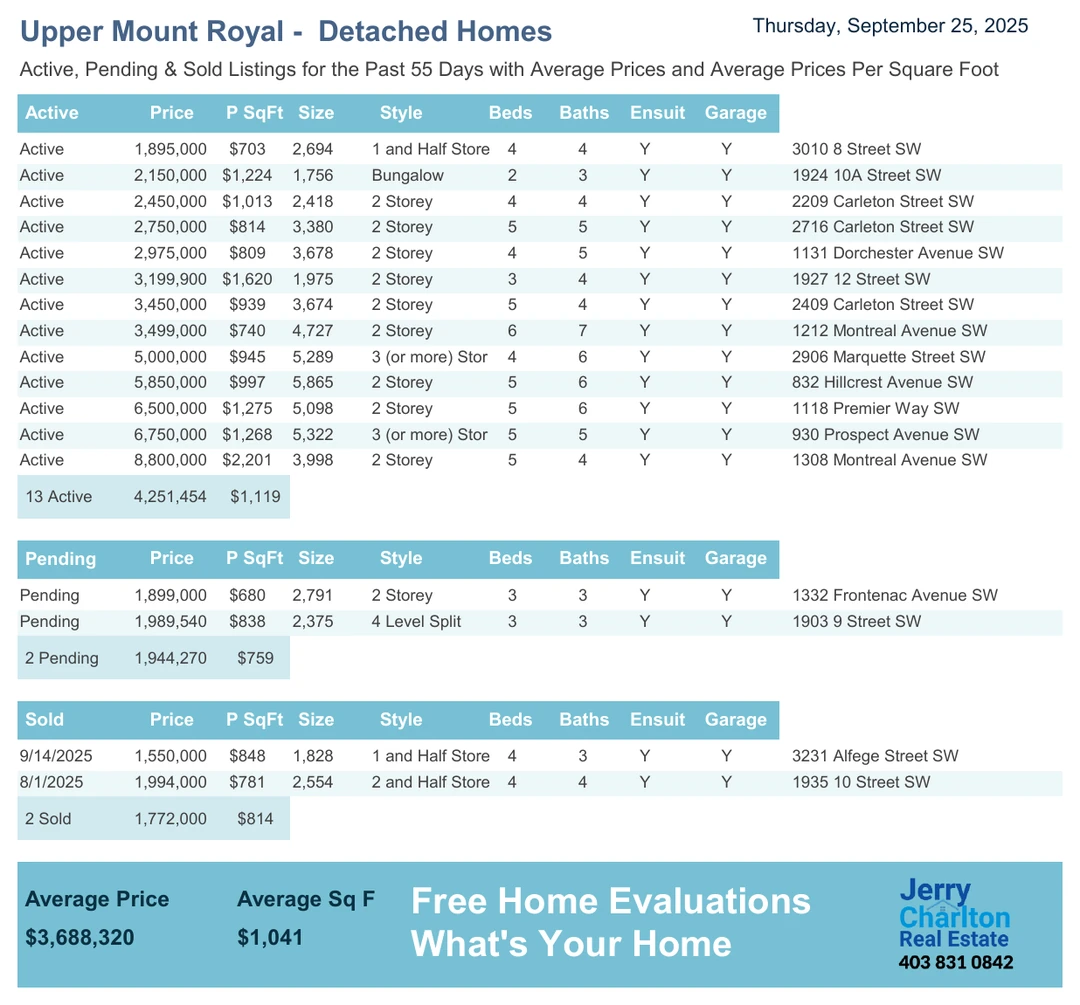 Upper Mount Royal - Detached Homes
Thursday, September 25, 2025
Active, Pending & Sold Listings for the Past 55 Days with Average Prices and Average Prices Per Square Foot
Active Price P SqFt Size Style Beds Baths Ensuit Garage
Active 1,895,000 $703 2,694 1 and Half Store 4 4 Y Y 3010 8 Street SW
Active 2,150,000 $1,224 1,756 Bungalow 2 3 Y Y 1924 10A Street SW
Active 2,450,000 $1,013 2,418 2 Storey 4 4 Y Y 2209 Carleton Street SW
Active 2,750,000 $814 3,380 2 Storey 5 5 Y Y 2716 Carleton Street SW
Active 2,975,000 $809 3,678 2 Storey 4 5 Y Y 1131 Dorchester Avenue SW
Active 3,199,900 $1,620 1,975 2 Storey 3 4 Y Y 1927 12 Street SW
Active 3,450,000 $939 3,674 2 Storey 5 4 Y Y 2409 Carleton Street SW
Active 3,499,000 $740 4,727 2 Storey 6 7 Y Y 1212 Montreal Avenue SW
Active 5,000,000 $945 5,289 3 (or more) Stor 4 6 Y Y 2906 Marquette Street SW
Active 5,850,000 $997 5,865 2 Storey 5 6 Y Y 832 Hillcrest Avenue SW
Active 6,500,000 $1,275 5,098 2 Storey 5 6 Y Y 1118 Premier Way SW
Active 6,750,000 $1,268 5,322 3 (or more) Stor 5 5 Y Y 930 Prospect Avenue SW
Active 8,800,000 $2,201 3,998 2 Storey 5 4 Y Y 1308 Montreal Avenue SW
13 Active 4,251,454 $1,119
Pending Price P SqFt Size Style Beds Baths Ensuit Garage
Pending 1,899,000 $680 2,791 2 Storey 3 3 Y Y 1332 Frontenac Avenue SW
Pending 1,989,540 $838 2,375 4 Level Split 3 3 Y Y 1903 9 Street SW
2 Pending 1,944,270 $759
Sold Price P SqFt Size Style Beds Baths Ensuit Garage
9/14/2025 1,550,000 $848 1,828 1 and Half Store 4 3 Y Y 3231 Alfege Street SW
8/1/2025 1,994,000 $781 2,554 2 and Half Store 4 4 Y Y 1935 10 Street SW
2 Sold 1,772,000 $814
Average Price Average Sq F
$3,688,320 $1,041
Free Home Evaluations
What's Your Home
Jerry
Charlton
Real Estate
403 831 0842